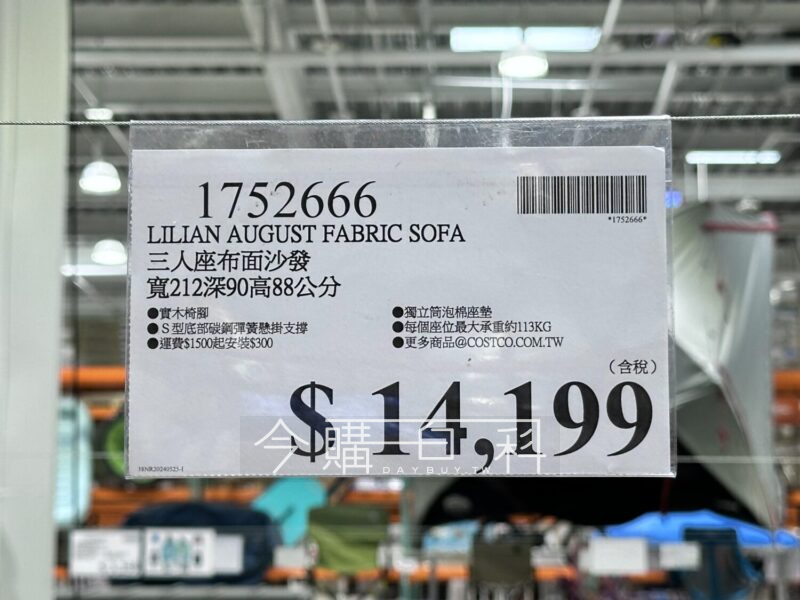 1752666
*1752666*
LILIAN AUGUST FABRIC SOFA
三人座布面沙發
寬212深90高88公分
●實木椅腳
●S型底部碳鋼彈簧懸掛支撐
●運費$1500起安裝$300
●獨立筒泡棉座墊
●每個座位最大承重約113KG
●更多商品@COSTCO.COM.TW
(含稅)
$ 14,199
今購百科
DAYBUY.TW